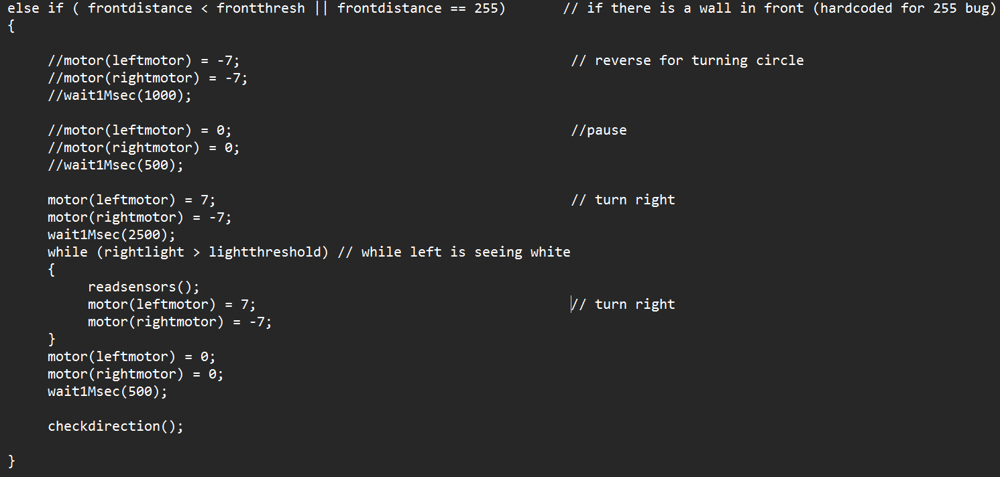 else if ( frontdistance < frontthresh || frontdistance == 255) // if there is a wall in front (hardcoded for 255 bug)
{
//motor(leftmotor) = -7; // reverse for turning circle
//motor(rightmotor) = -7;
//wait1Msec(1000);
//motor(leftmotor) = 0; //pause
//motor(rightmotor) = 0;
//wait1Msec(500);
motor(leftmotor) = 7; // turn right
motor(rightmotor) = -7;
wait1Msec(2500);
while (rightlight > lightthreshold) // while left is seeing white
{
readsensors();
motor(leftmotor) = 7; // turn right
motor(rightmotor) = -7;
}
motor(leftmotor) = 0;
motor(rightmotor) = 0;
wait1Msec(500);
checkdirection();
}